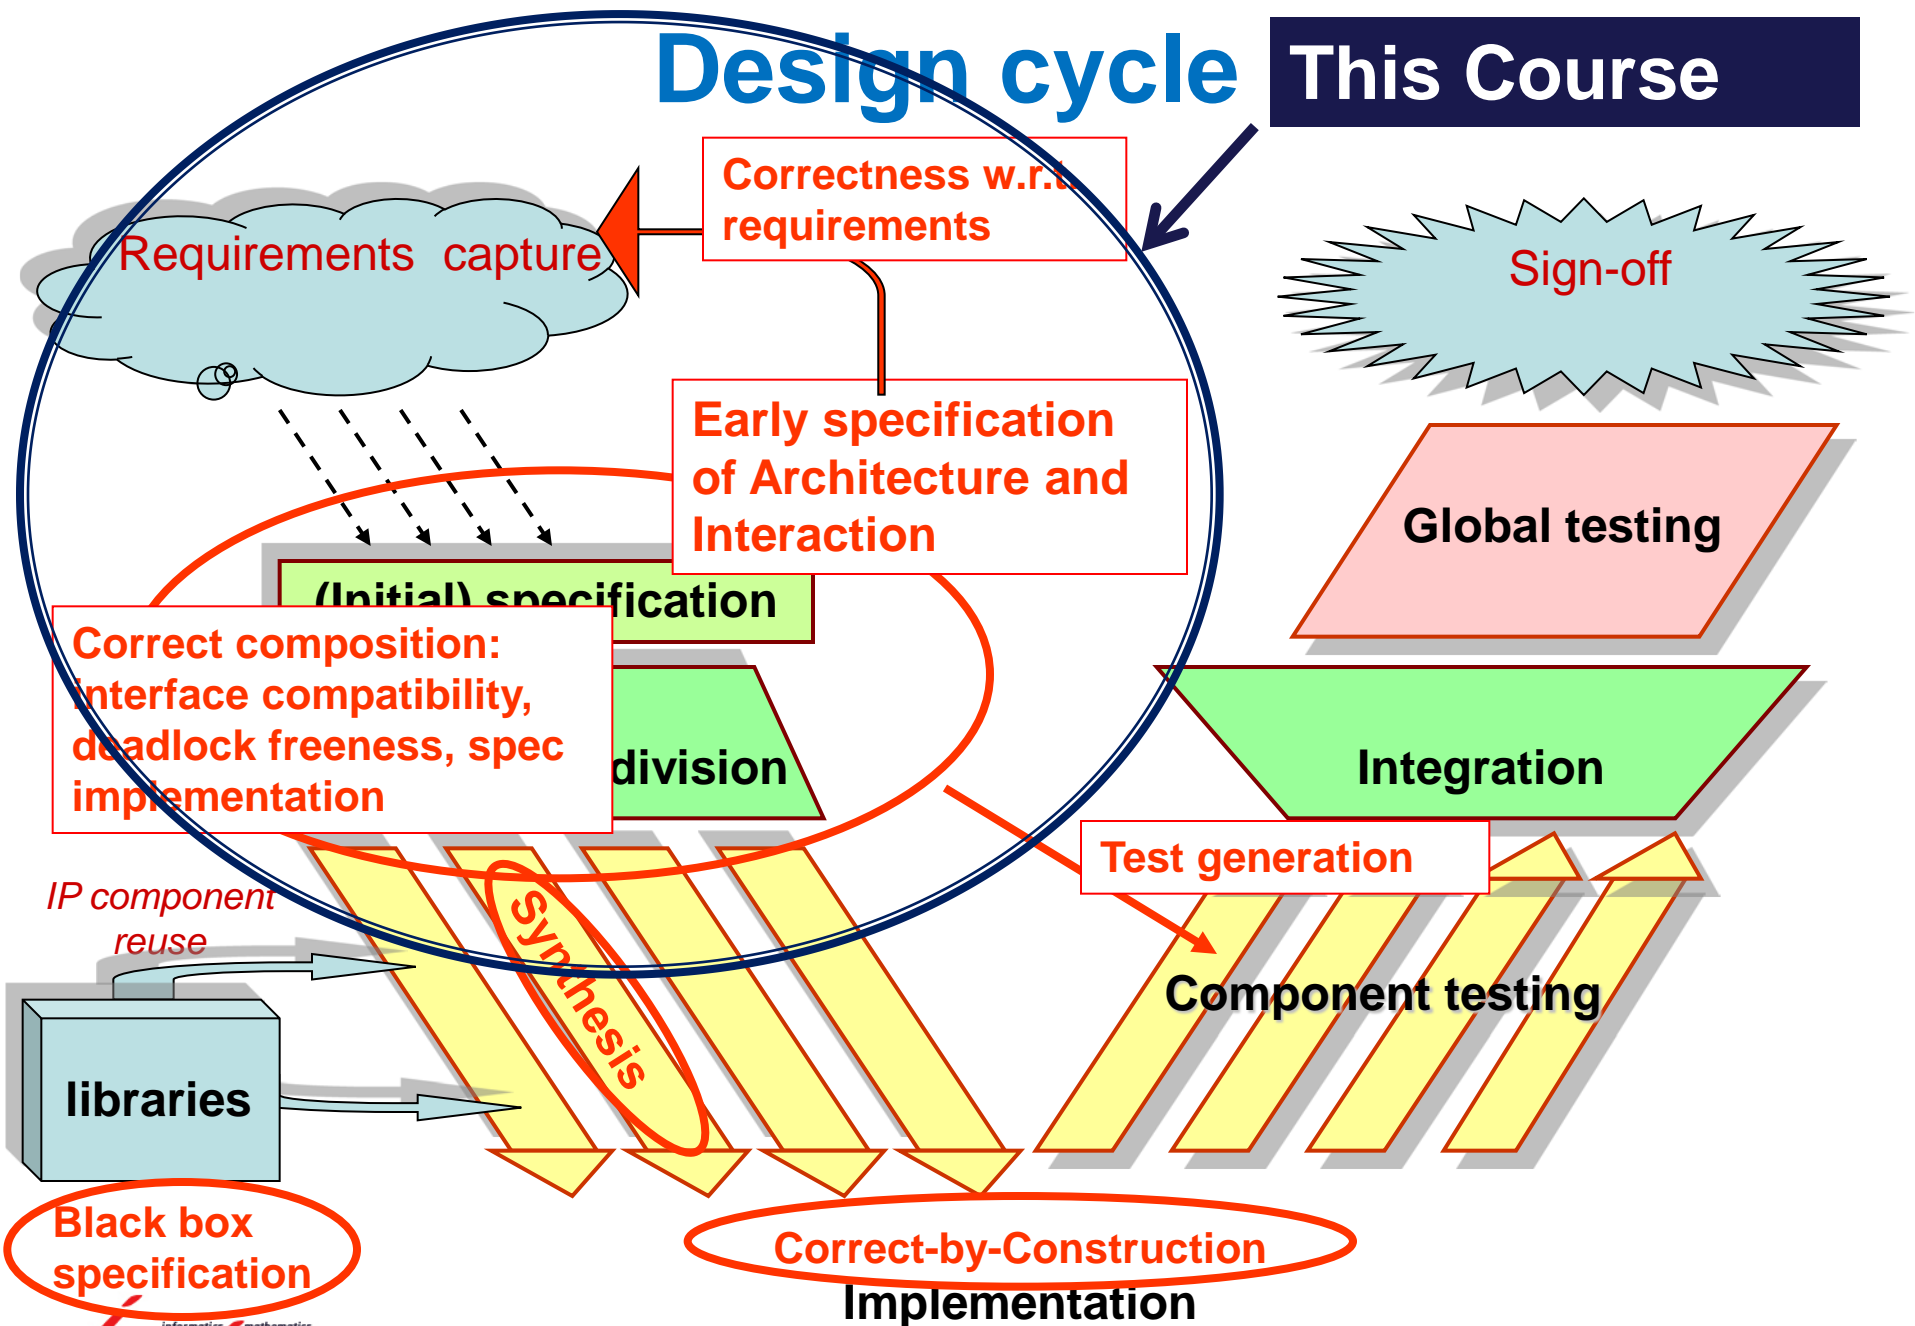 Design cycle
This Course
Correctness w.r.t.
requirements
Requirements capture
Sign-off
Early specification
of Architecture and
Interaction
Global testing
(Initial) specification
Correct composition:
interface compatibility,
deadlock freeness, spec
implementation
division
Integration
Test generation
IP component
reuse
Synthesis
Component testing
libraries
Black box
specification
Correct-by-Construction
Implementation
informatics mathematics